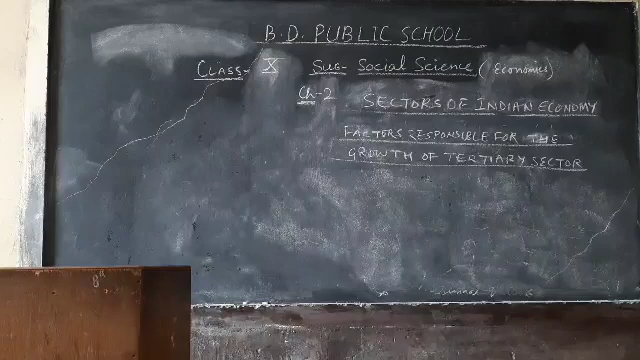 B.D. PUBLIC SCHOOL
CLASS- X SUB- Social Science (Economics)
Ch-2 SECTORS OF INDIAN ECONOMY
FACTORS RESPONSIBLE FOR THE
GROWTH OF TERTIARY SECTOR